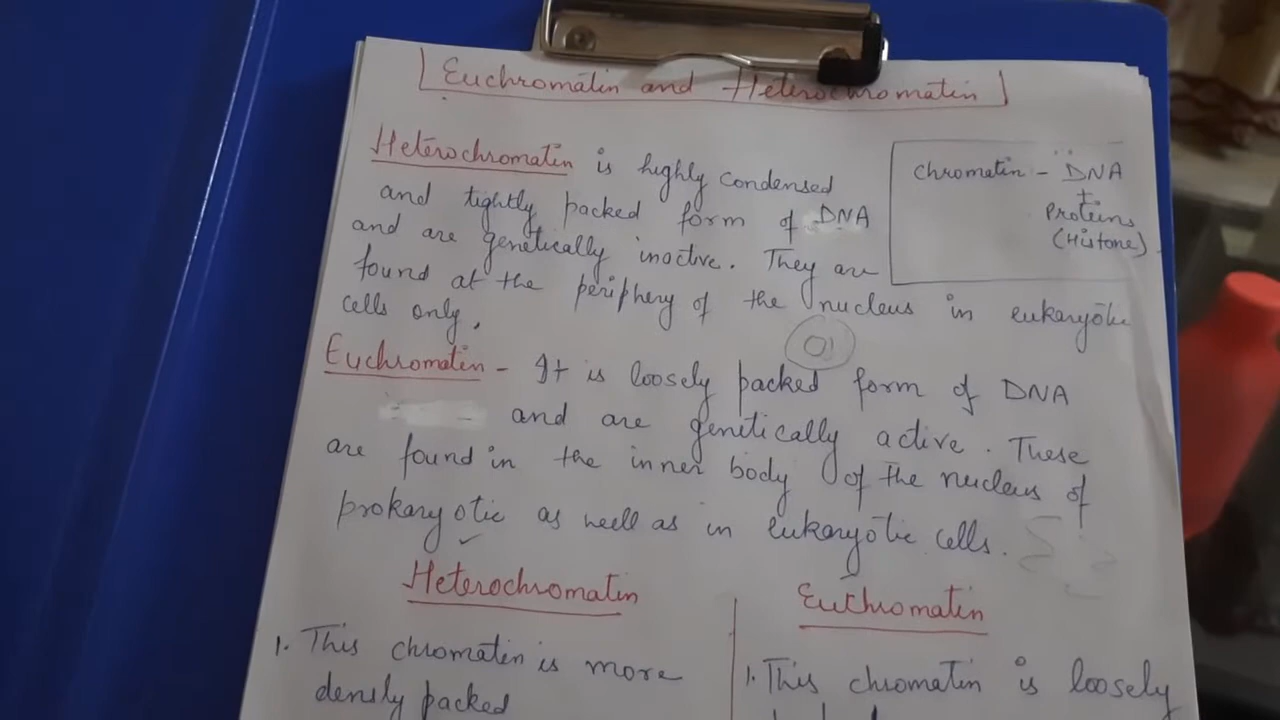 Euchromatin and Heterochromatin
Heterochromatin is highly condensed
and tightly packed form of DNA
and are genetically inactive. They are
found at the periphery of the nucleus in eukaryotic
cells only.
chromatin - DNA
+
Proteins
(Histone)
01
Euchromatin - It is loosely packed form of DNA
and are genetically active. These
are found in the inner body of the nucleus of
prokaryotic as well as in eukaryotic cells.
Heterochromatin
1. This chromatin is more
densly packed
Euchromatin
1. This chromatin is loosely